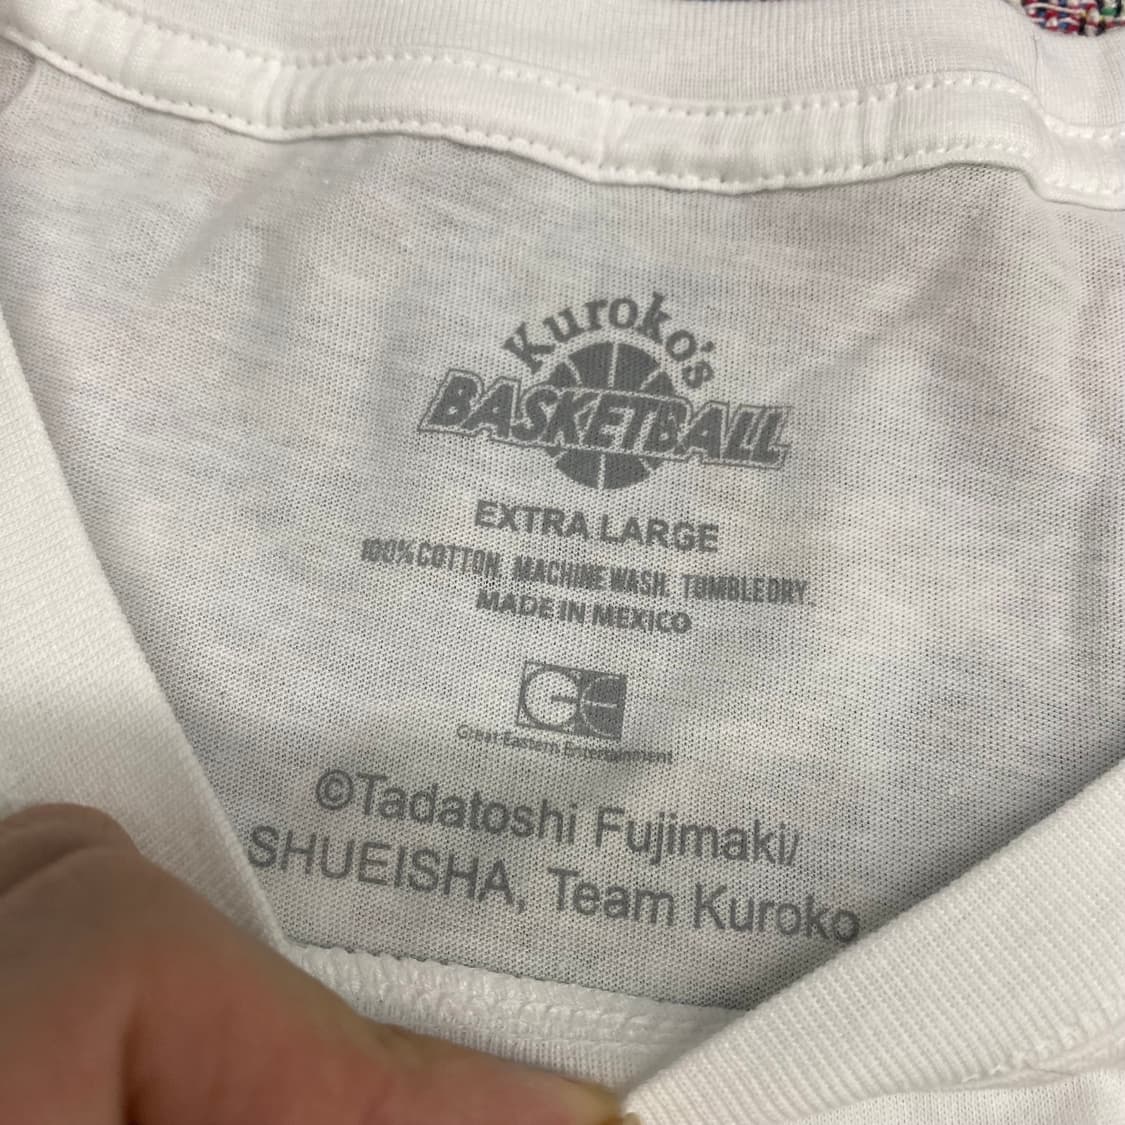 Kuroko's
BASKETBALL
EXTRA LARGE
100% COTTON. MACHINE WASH. TUMBLE DRY.
MADE IN MEXICO
GE
Great Eastern Entertainment
©Tadatoshi Fujimaki/
SHUEISHA, Team Kuroko